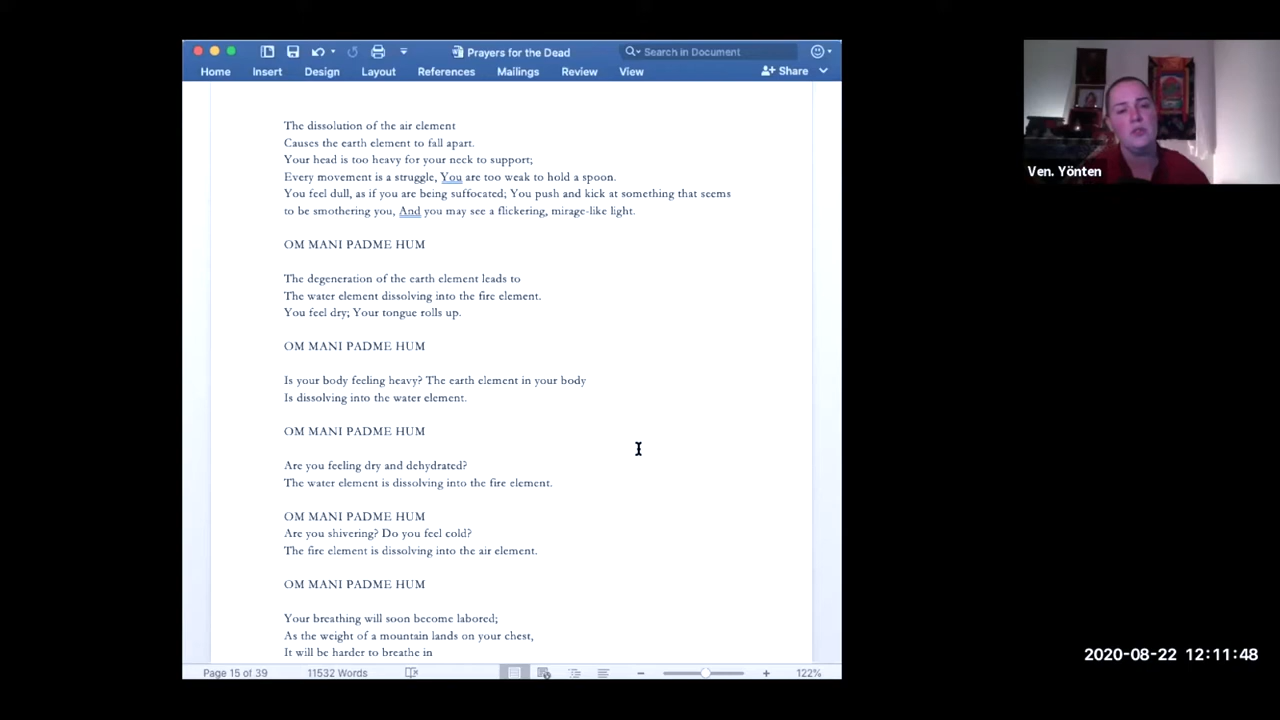 Prayers for the Dead
Search in Document
Home Insert Design Layout References Mailings Review View Share
The dissolution of the air element
Causes the earth element to fall apart.
Your head is too heavy for your neck to support;
Every movement is a struggle, You are too weak to hold a spoon.
You feel dull, as if you are being suffocated; You push and kick at something that seems
to be smothering you, And you may see a flickering, mirage-like light.
OM MANI PADME HUM
The degeneration of the earth element leads to
The water element dissolving into the fire element.
You feel dry; Your tongue rolls up.
OM MANI PADME HUM
Is your body feeling heavy? The earth element in your body
Is dissolving into the water element.
OM MANI PADME HUM
Are you feeling dry and dehydrated?
The water element is dissolving into the fire element.
OM MANI PADME HUM
Are you shivering? Do you feel cold?
The fire element is dissolving into the air element.
OM MANI PADME HUM
Your breathing will soon become labored;
As the weight of a mountain lands on your chest,
It will be harder to breathe in
Page 15 of 39 11532 Words 122%
Ven. Yönten
2020-08-22 12:11:48